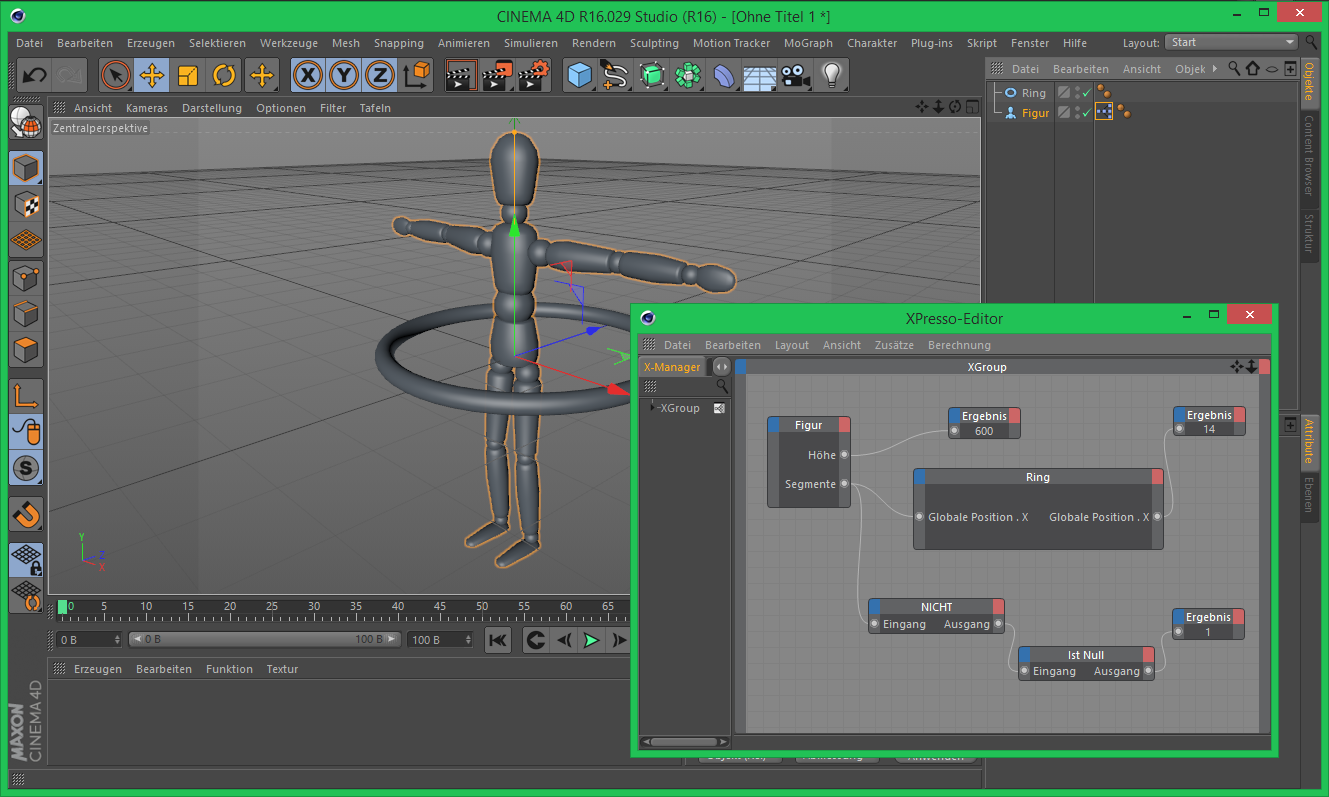 CINEMA 4D R16.029 Studio (R16) - [Ohne Titel 1 *]
Datei Bearbeiten Erzeugen Selektieren Werkzeuge Mesh Snapping Animieren Simulieren Rendern Sculpting Motion Tracker MoGraph Charakter Plug-ins Skript Fenster Hilfe Layout: Start
X Y Z
Datei Bearbeiten Ansicht Objek
Ring
Figur
Objekte
Content Browser
Struktur
Attribute
Ebenen
Ansicht Kameras Darstellung Optionen Filter Tafeln
Zentralperspektive
S
Y
Z
X
0 5 10 15 20 25 30 35 40 45 50 55 60 65
0 B 0 B 100 B 100 B
Erzeugen Bearbeiten Funktion Textur
MAXON
CINEMA 4D
XPresso-Editor
Datei Bearbeiten Layout Ansicht Zusätze Berechnung
X-Manager
XGroup
XGroup
Figur
Höhe
Segmente
Ergebnis
600
Ergebnis
14
Ring
Globale Position . X Globale Position . X
NICHT
Eingang Ausgang
Ist Null
Eingang Ausgang
Ergebnis
1